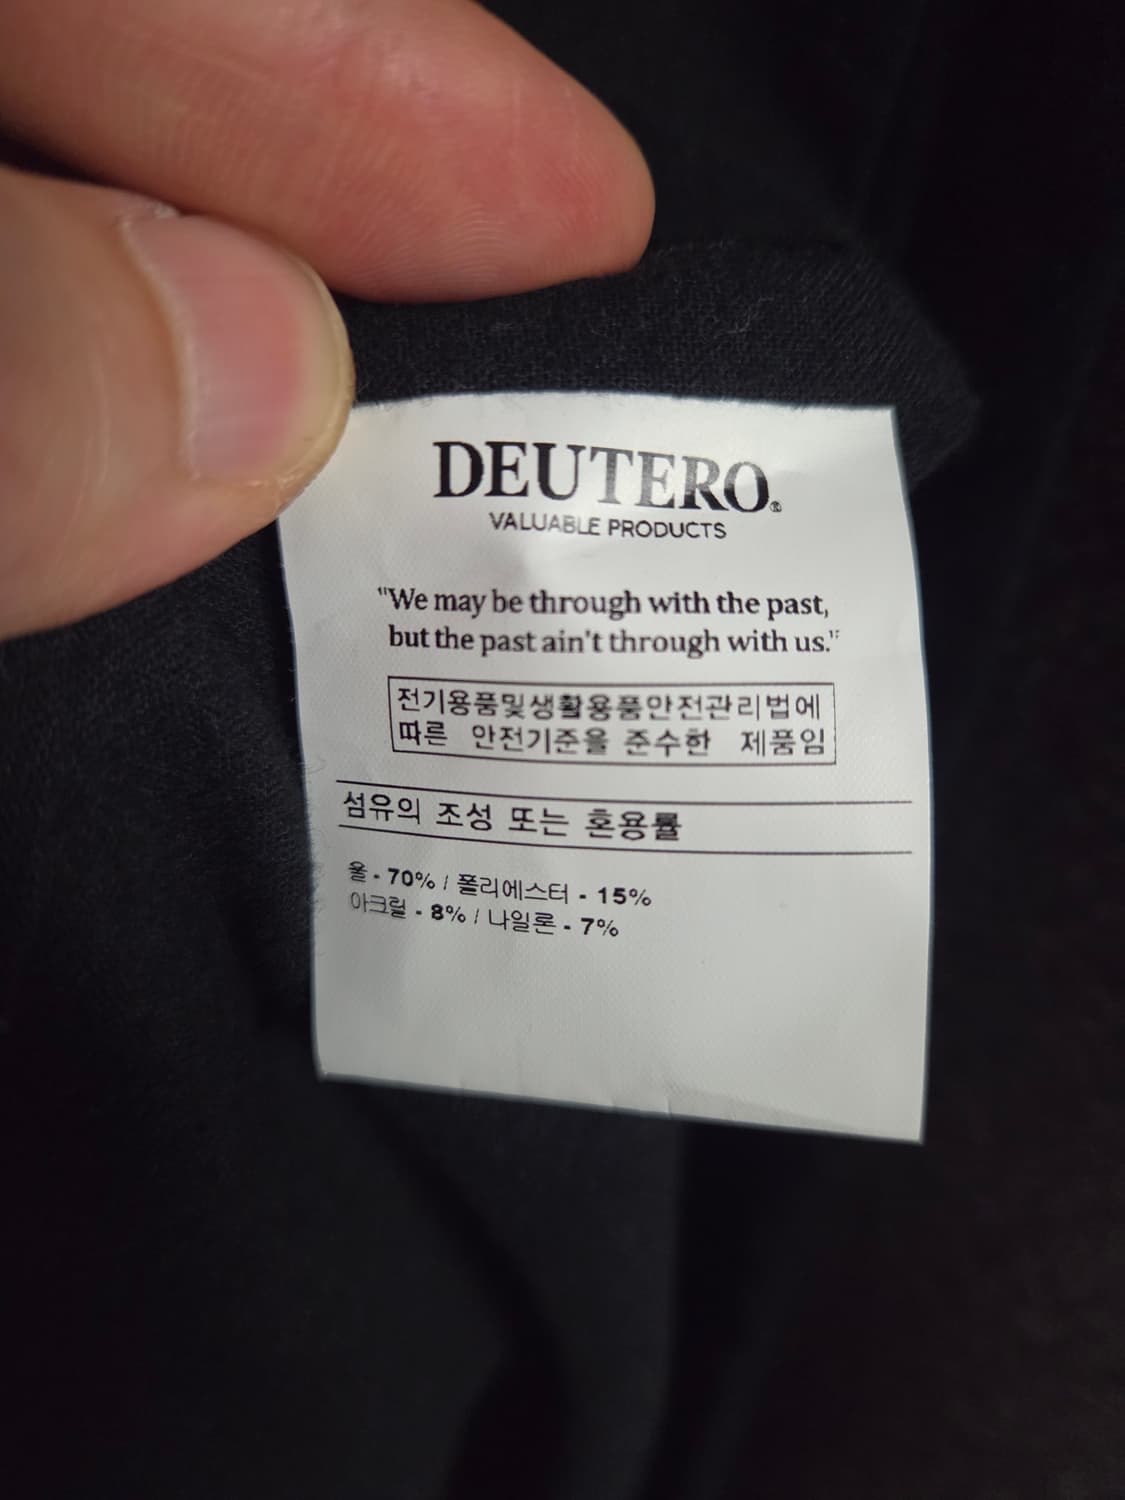 DEUTERO®
VALUABLE PRODUCTS
"We may be through with the past,
but the past ain't through with us."
전기용품및생활용품안전관리법에
따른 안전기준을 준수한 제품임
섬유의 조성 또는 혼용률
울 - 70% / 폴리에스터 - 15%
아크릴 - 8% / 나일론 - 7%